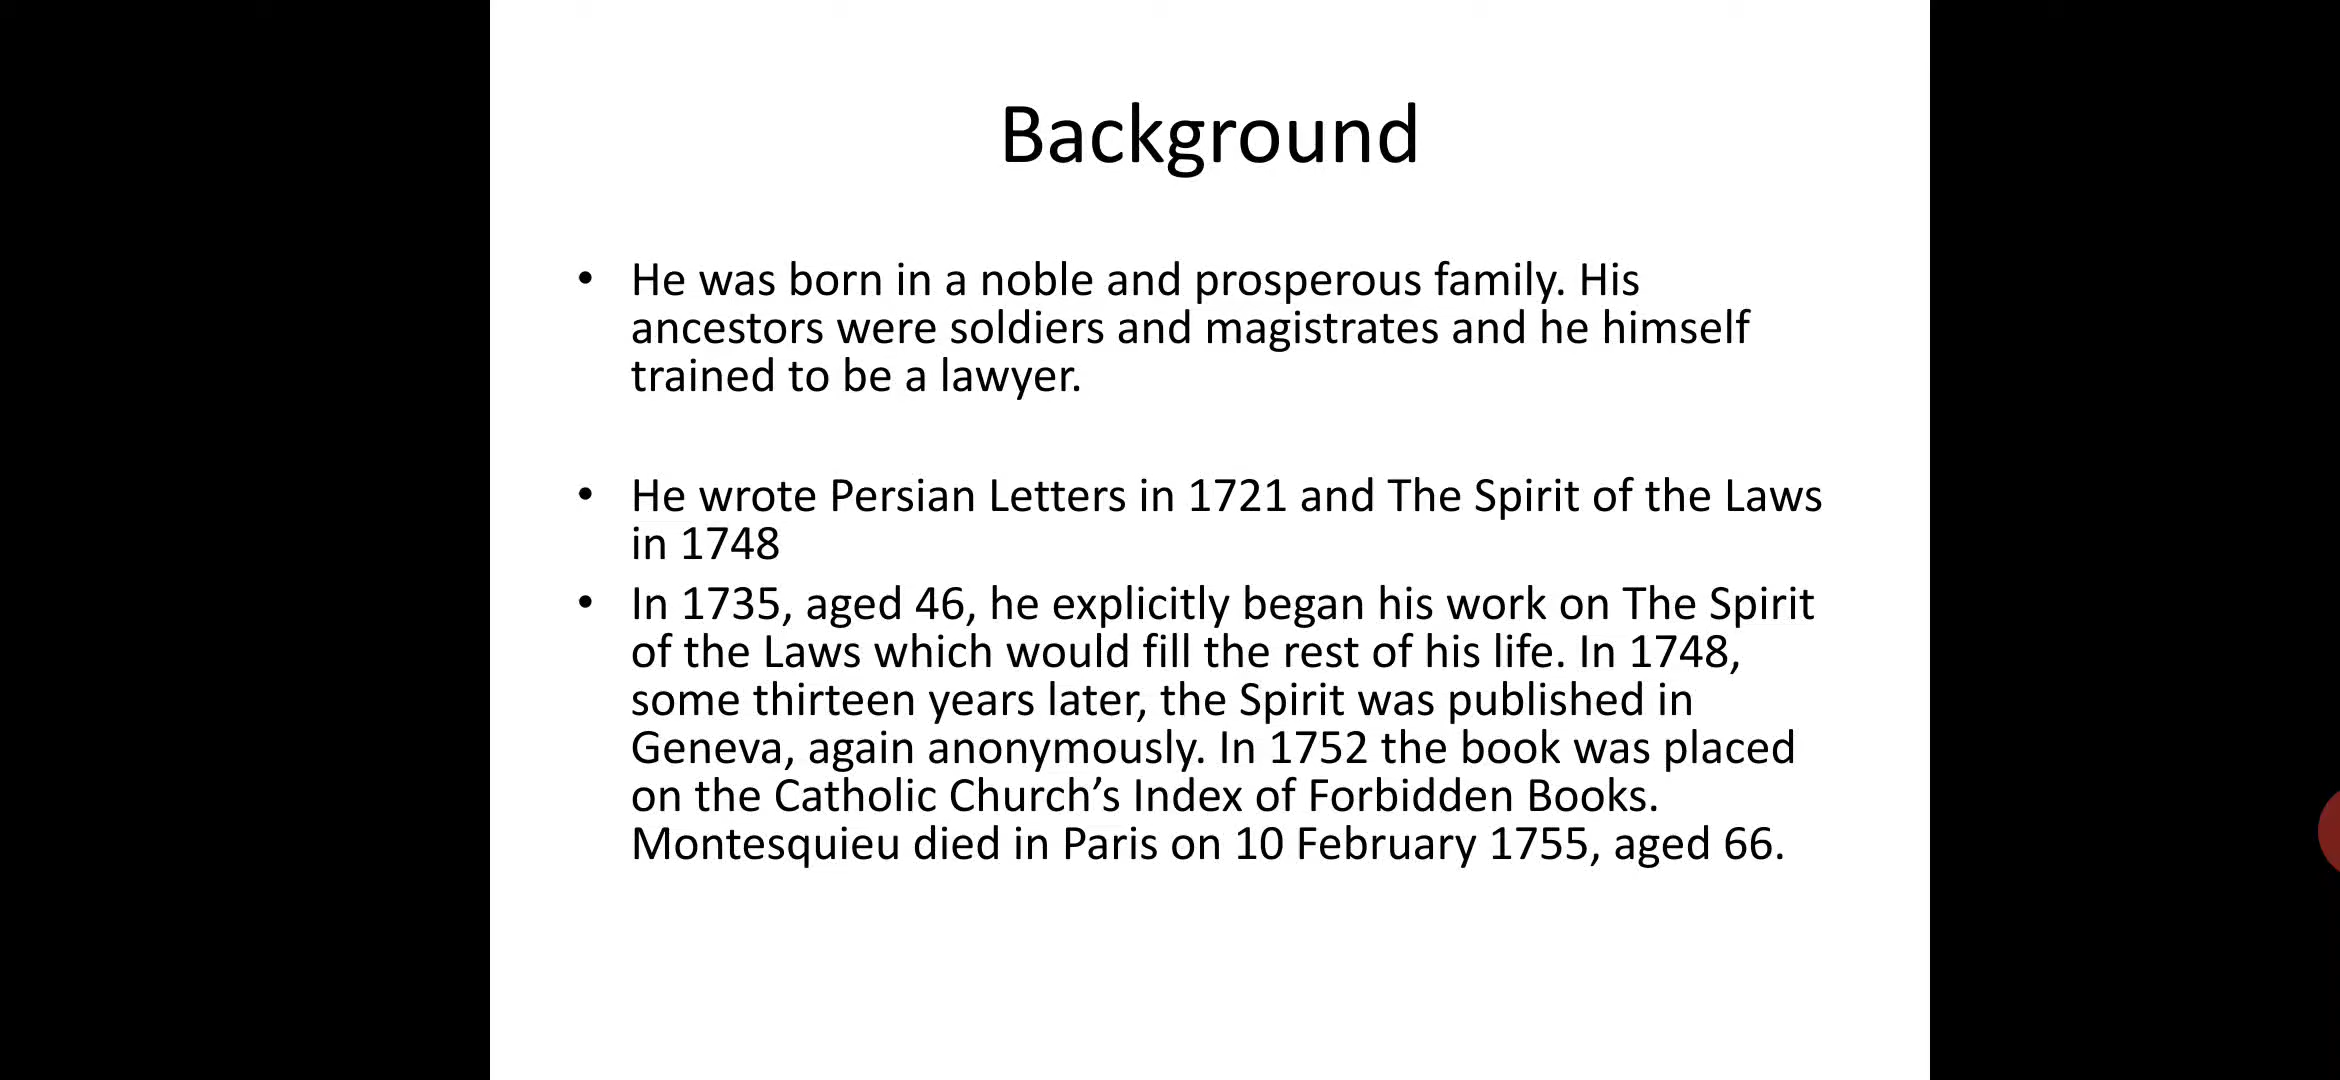 Background
• He was born in a noble and prosperous family. His
ancestors were soldiers and magistrates and he himself
trained to be a lawyer.
• He wrote Persian Letters in 1721 and The Spirit of the Laws
in 1748
• In 1735, aged 46, he explicitly began his work on The Spirit
of the Laws which would fill the rest of his life. In 1748,
some thirteen years later, the Spirit was published in
Geneva, again anonymously. In 1752 the book was placed
on the Catholic Church’s Index of Forbidden Books.
Montesquieu died in Paris on 10 February 1755, aged 66.